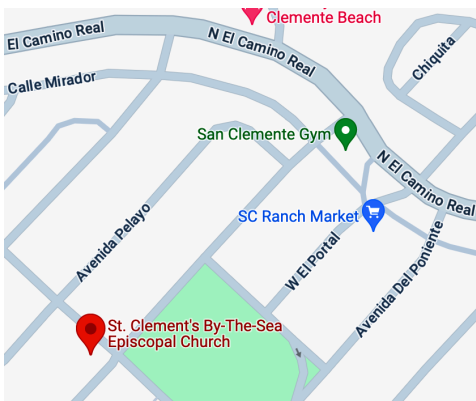 Clemente Beach
El Camino Real
N El Camino Real
Chiquita
Calle Mirador
San Clemente Gym
N El Camino Real
Avenida Pelayo
SC Ranch Market
W El Portal
Avenida Del Poniente
St. Clement's By-The-Sea
Episcopal Church